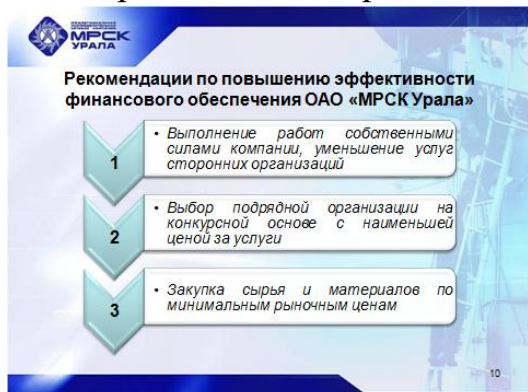 МРСК
УРАЛА
Рекомендации по повышению эффективности
финансового обеспечения ОАО «МРСК Урала»
1
• Выполнение работ собственными
силами компании, уменьшение услуг
сторонних организаций
2
• Выбор подрядной организации на
конкурсной основе с наименьшей
ценой за услуги
3
• Закупка сырья и материалов по
минимальным рыночным ценам
10